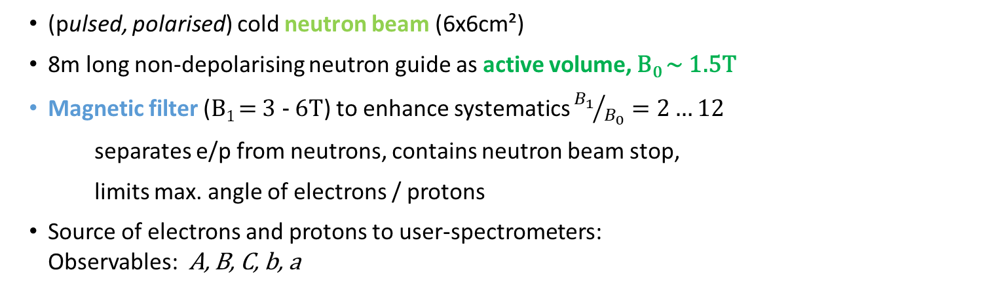 • (pulsed, polarised) cold neutron beam (6x6cm²)
• 8m long non-depolarising neutron guide as active volume, B₀ ~ 1.5T
• Magnetic filter (B₁ = 3 - 6T) to enhance systematics B₁/B₀ = 2 … 12
separates e/p from neutrons, contains neutron beam stop,
limits max. angle of electrons / protons
• Source of electrons and protons to user-spectrometers:
Observables: A, B, C, b, a